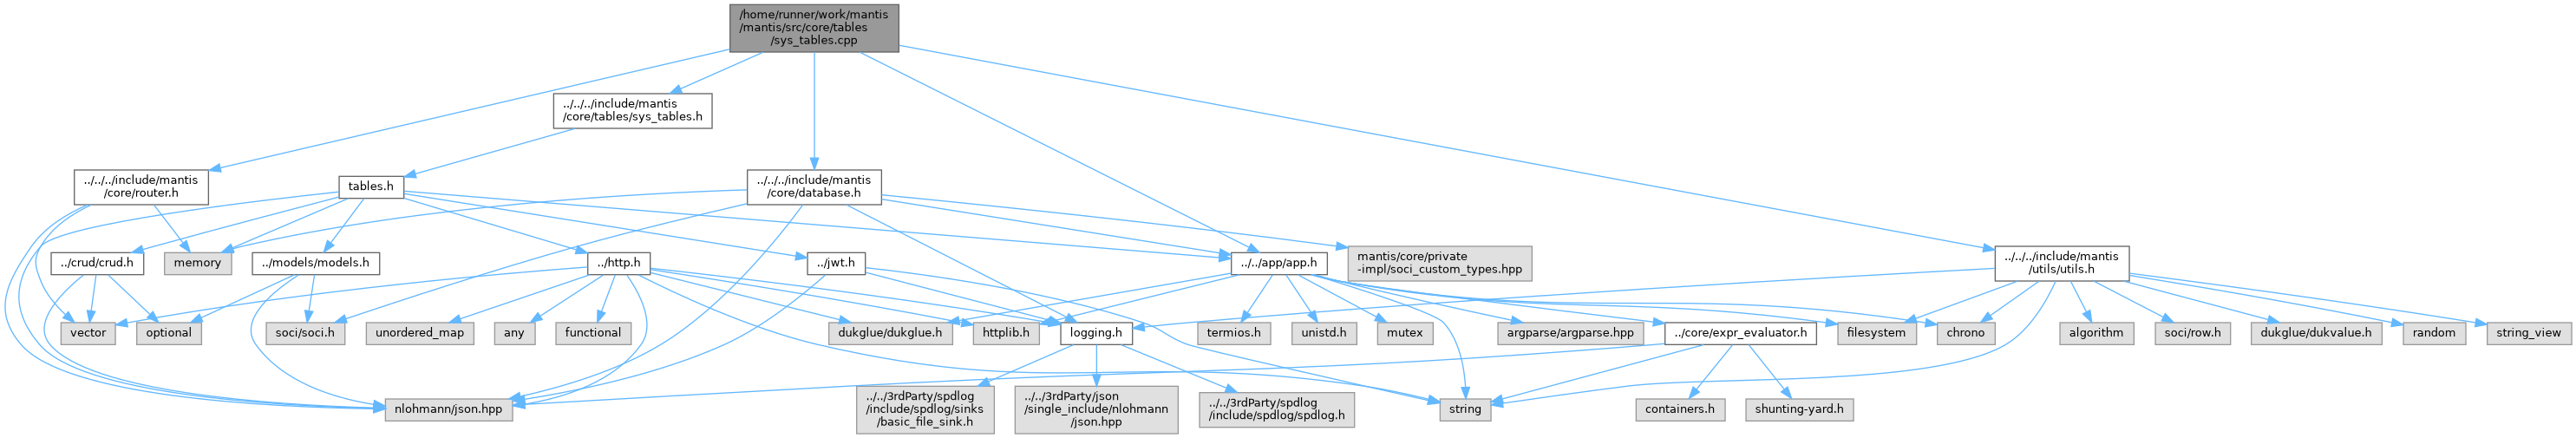 /home/runner/work/mantis
/mantis/src/core/tables
/sys_tables.cpp
../../../include/mantis
/core/tables/sys_tables.h
../../../include/mantis
/core/router.h
tables.h
../../../include/mantis
/core/database.h
../crud/crud.h
memory
../models/models.h
../http.h
../jwt.h
../../app/app.h
mantis/core/private
-impl/soci_custom_types.hpp
../../../include/mantis
/utils/utils.h
vector
optional
soci/soci.h
unordered_map
any
functional
dukglue/dukglue.h
httplib.h
logging.h
termios.h
unistd.h
mutex
argparse/argparse.hpp
../core/expr_evaluator.h
filesystem
chrono
algorithm
soci/row.h
dukglue/dukvalue.h
random
string_view
nlohmann/json.hpp
../../3rdParty/spdlog
/include/spdlog/sinks
/basic_file_sink.h
../../3rdParty/json
/single_include/nlohmann
/json.hpp
../../3rdParty/spdlog
/include/spdlog/spdlog.h
string
containers.h
shunting-yard.h